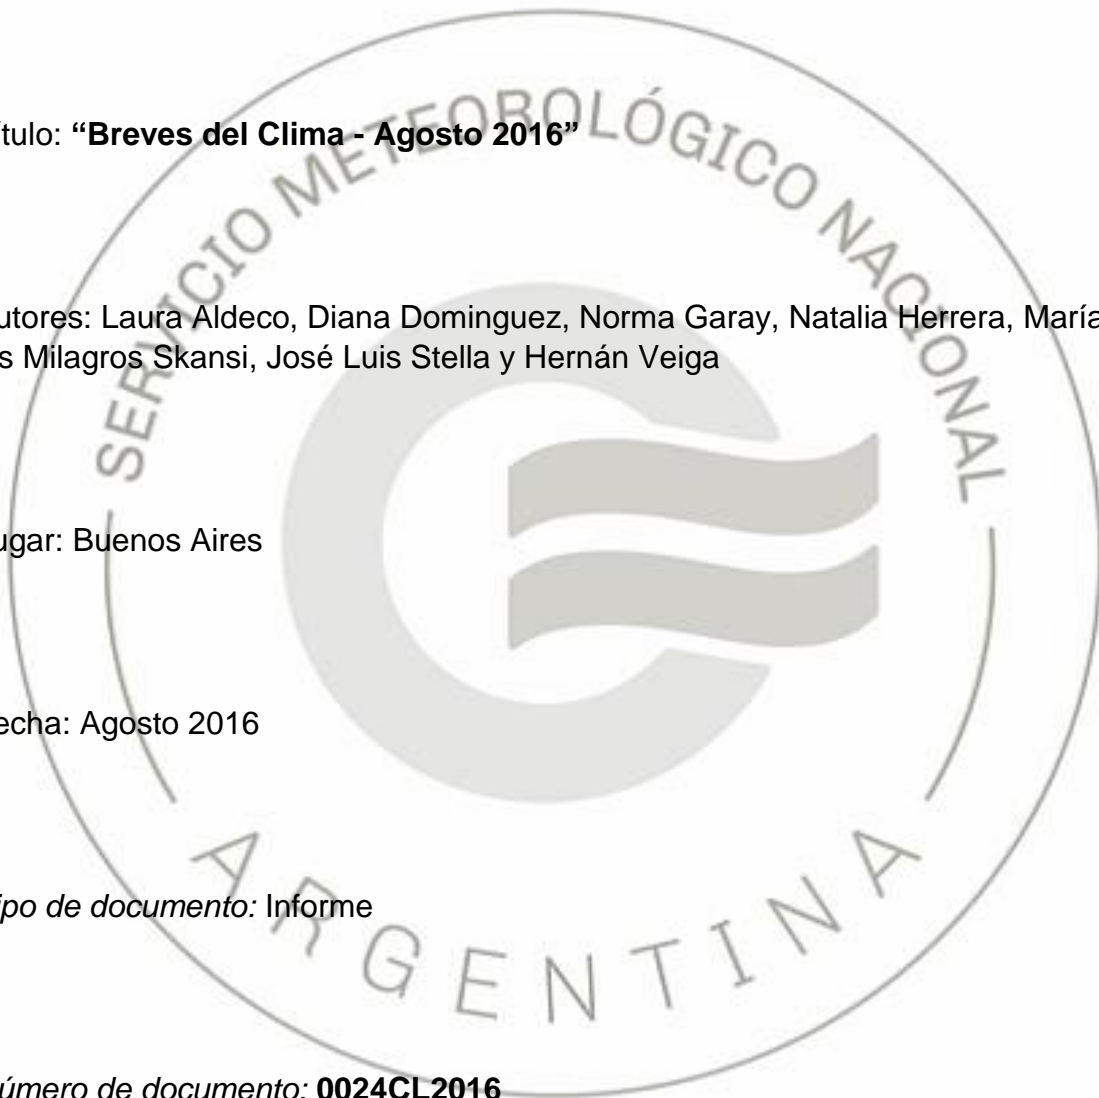 SERVICIO METEOROLÓGICO NACIONAL
ítulo: “Breves del Clima - Agosto 2016”
utores: Laura Aldeco, Diana Dominguez, Norma Garay, Natalia Herrera, María
s Milagros Skansi, José Luis Stella y Hernán Veiga
ugar: Buenos Aires
echa: Agosto 2016
ipo de documento: Informe
ARGENTINA
úmero de documento: 0024CL2016